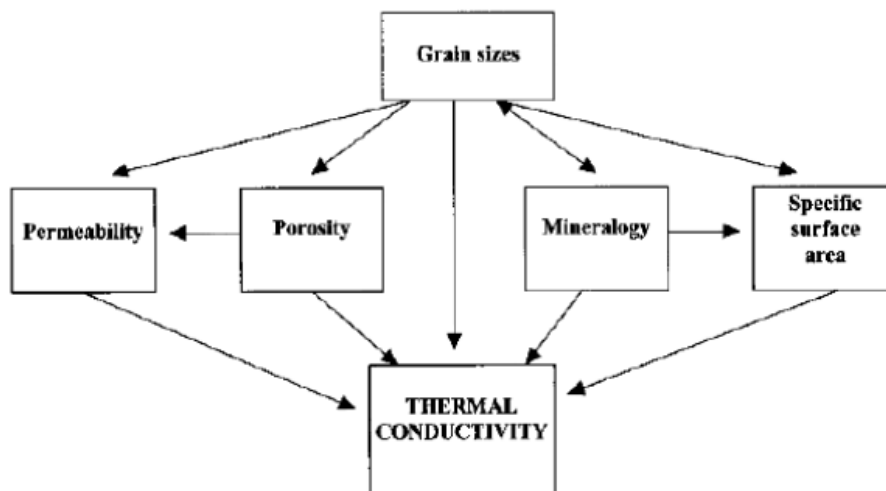 Grain sizes
Permeability
Porosity
Mineralogy
Specific
surface
area
THERMAL
CONDUCTIVITY